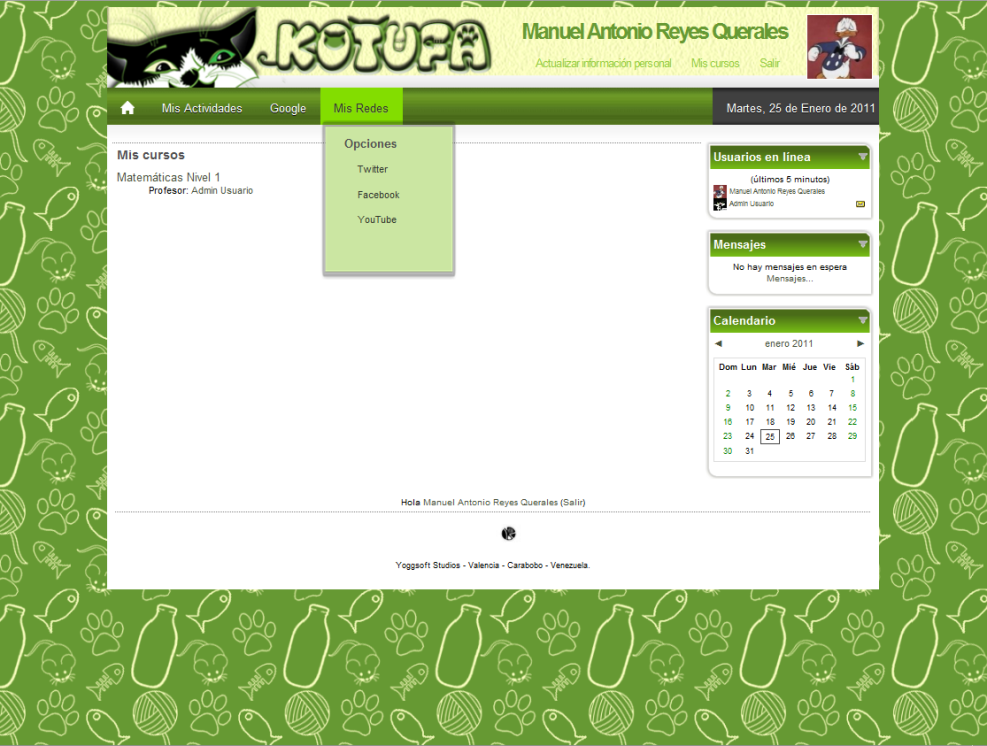 KOTUFA
Manuel Antonio Reyes Querales
Actualizar información personal Mis cursos Salir
Mis Actividades Google Mis Redes Martes, 25 de Enero de 2011
Opciones
Twitter
Facebook
YouTube
Mis cursos
Matemáticas Nivel 1
Profesor: Admin Usuario
Usuarios en línea
(últimos 5 minutos)
Manuel Antonio Reyes Querales
Admin Usuario
Mensajes
No hay mensajes en espera
Mensajes...
Calendario
◄ enero 2011 ►
Dom Lun Mar Mié Jue Vie Sáb
1
2 3 4 5 6 7 8
9 10 11 12 13 14 15
16 17 18 19 20 21 22
23 24 25 26 27 28 29
30 31
Hola Manuel Antonio Reyes Querales (Salir)
Yoggsoft Studios - Valencia - Carabobo - Venezuela.